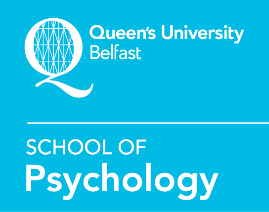 Queen's University
Belfast
SCHOOL OF
Psychology